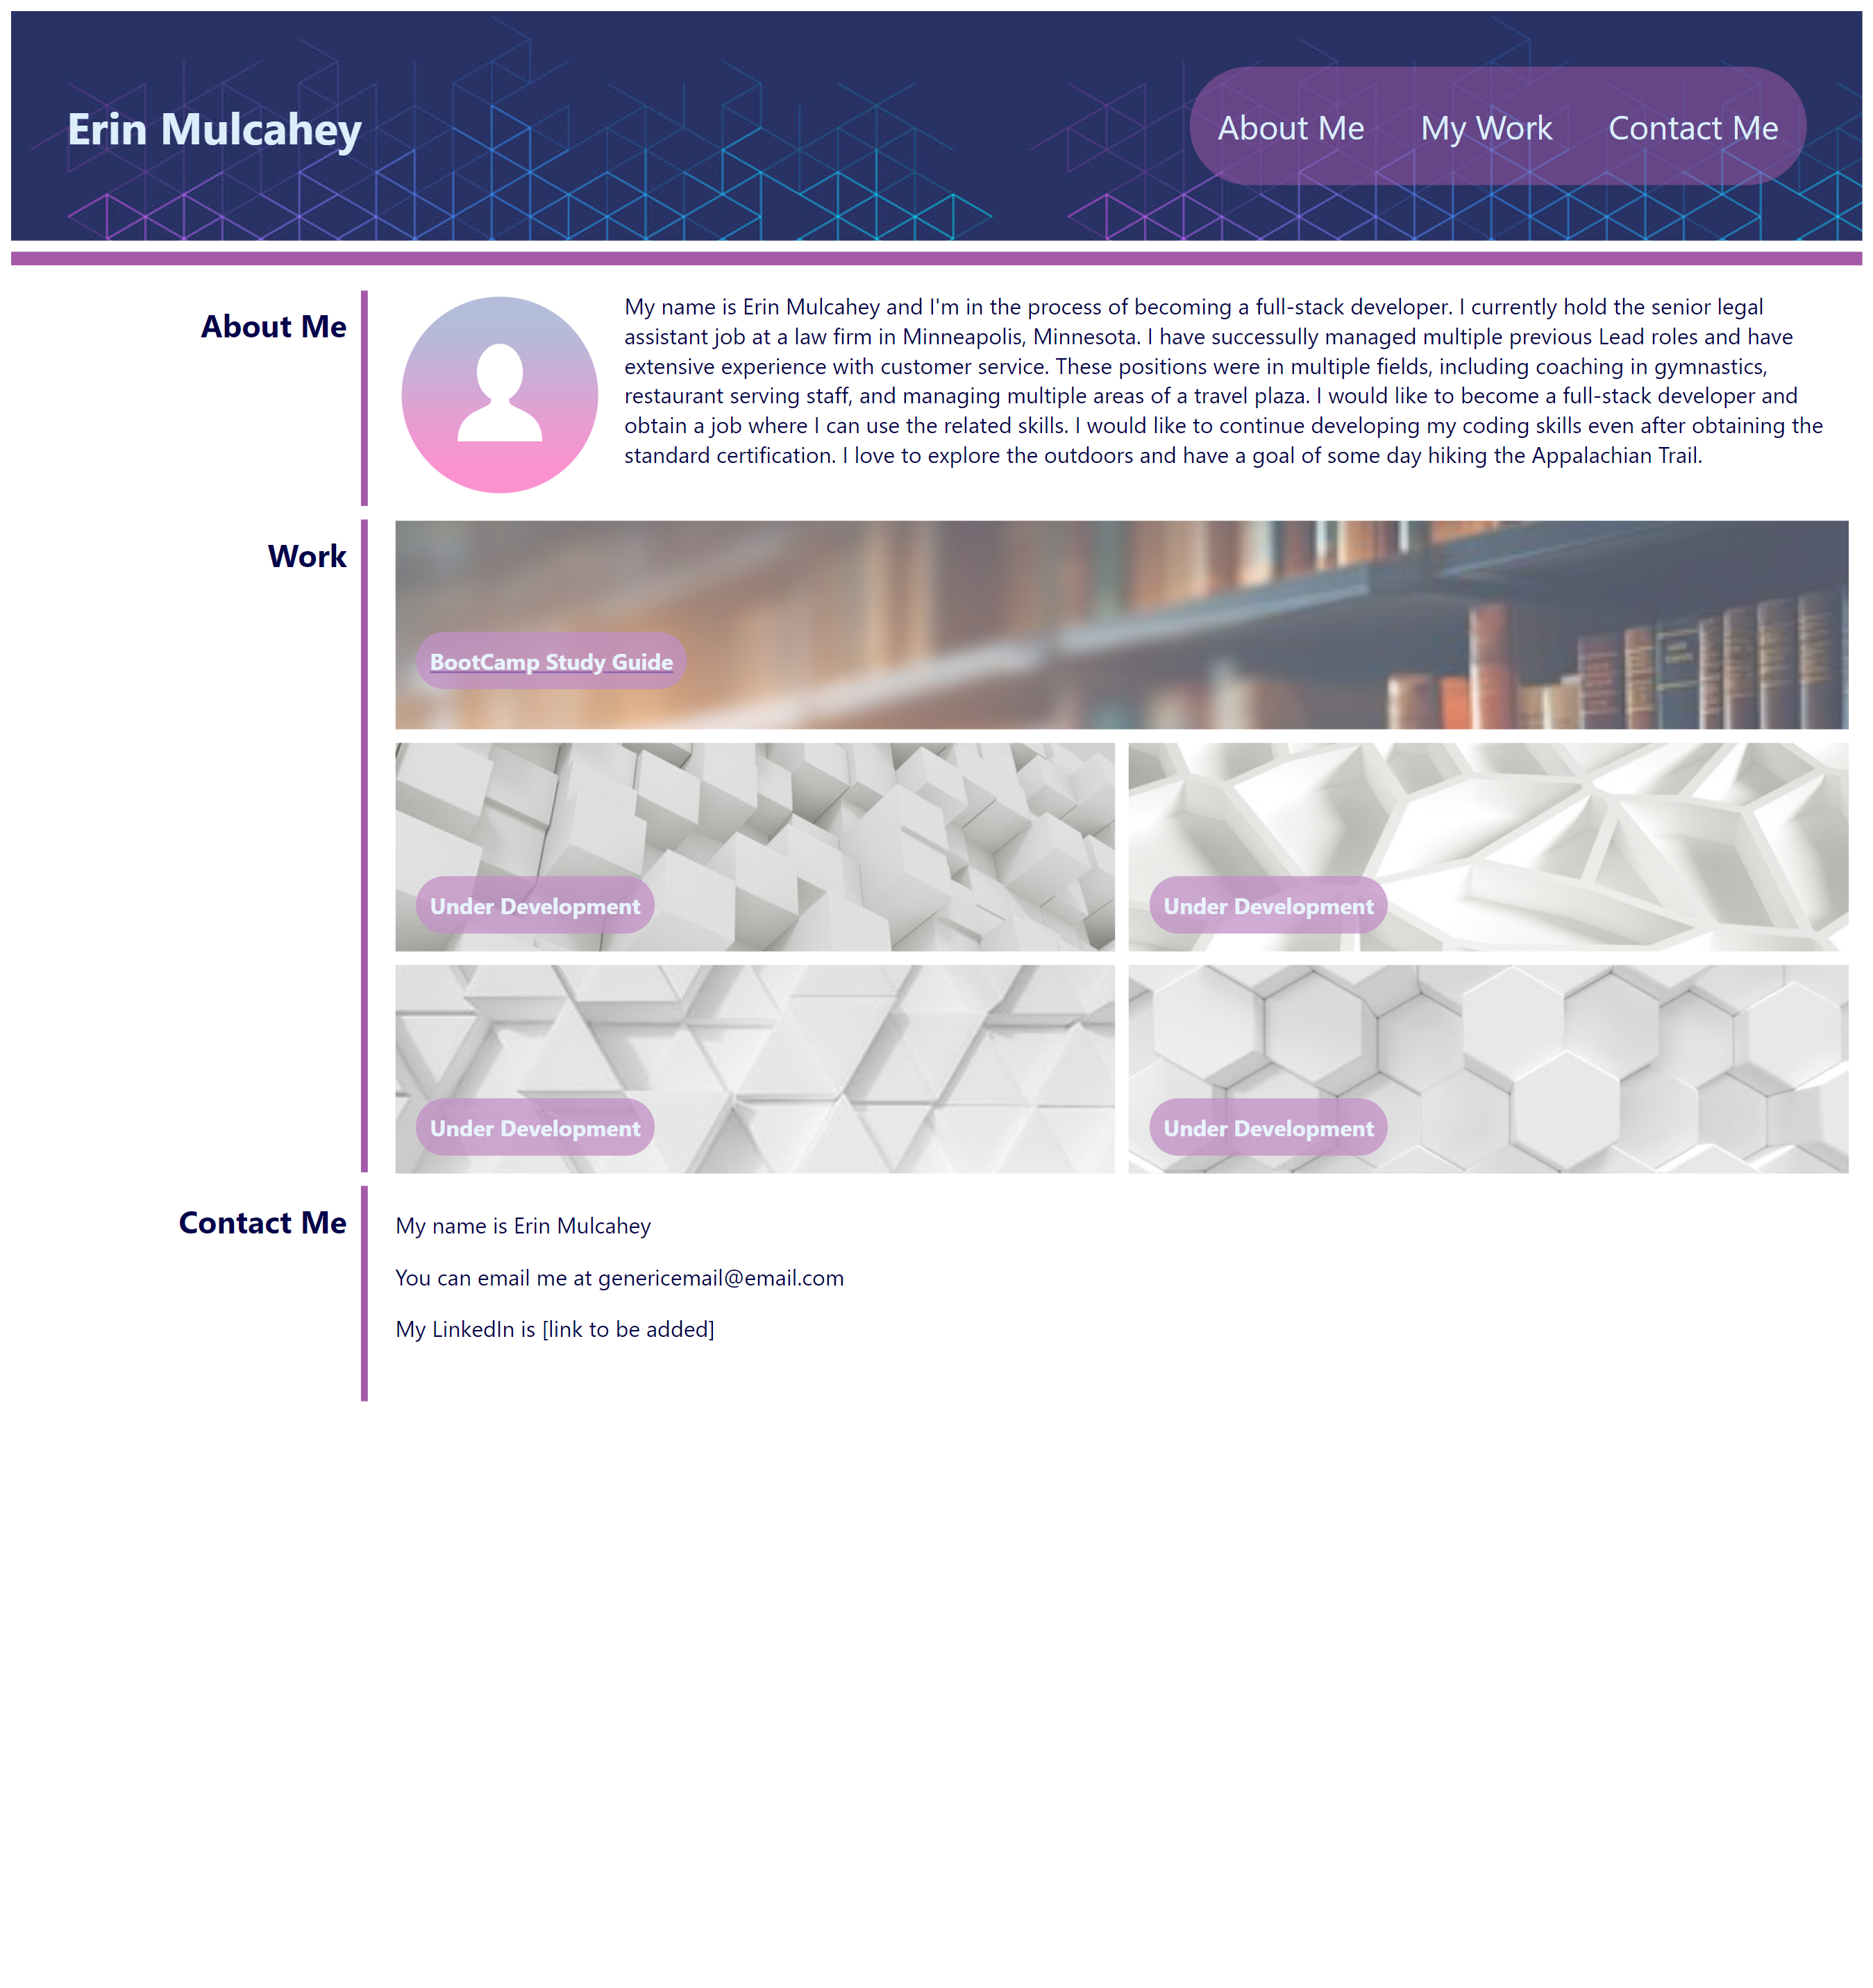 Erin Mulcahey
About Me
My Work
Contact Me
About Me
My name is Erin Mulcahey and I'm in the process of becoming a full-stack developer. I currently hold the senior legal
assistant job at a law firm in Minneapolis, Minnesota. I have successully managed multiple previous Lead roles and have
extensive experience with customer service. These positions were in multiple fields, including coaching in gymnastics,
restaurant serving staff, and managing multiple areas of a travel plaza. I would like to become a full-stack developer and
obtain a job where I can use the related skills. I would like to continue developing my coding skills even after obtaining the
standard certification. I love to explore the outdoors and have a goal of some day hiking the Appalachian Trail.
Work
BootCamp Study Guide
Under Development
Under Development
Under Development
Under Development
Contact Me
My name is Erin Mulcahey
You can email me at genericemail@email.com
My LinkedIn is [link to be added]